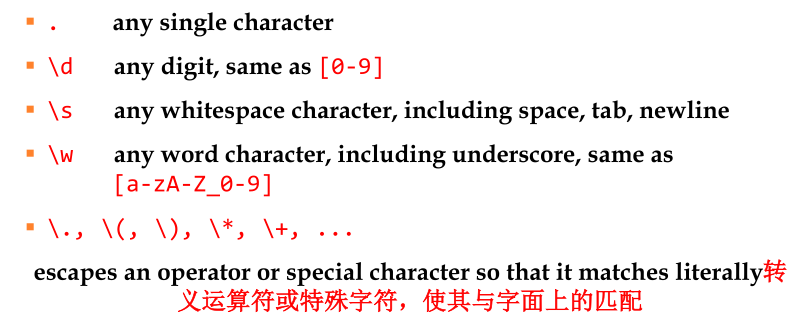 . any single character
\d any digit, same as [0-9]
\s any whitespace character, including space, tab, newline
\w any word character, including underscore, same as
[a-zA-Z_0-9]
\., \(, \), \*, \+, ...
escapes an operator or special character so that it matches literally转
义运算符或特殊字符，使其与字面上的匹配